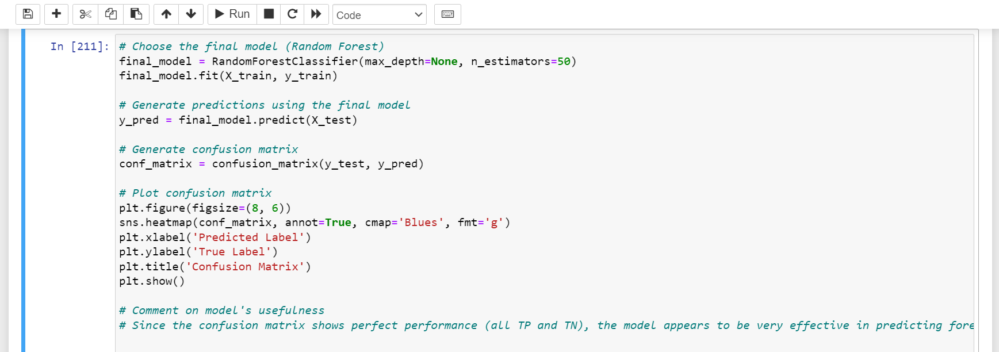 Run
Code
In [211]:
# Choose the final model (Random Forest)
final_model = RandomForestClassifier(max_depth=None, n_estimators=50)
final_model.fit(X_train, y_train)
# Generate predictions using the final model
y_pred = final_model.predict(X_test)
# Generate confusion matrix
conf_matrix = confusion_matrix(y_test, y_pred)
# Plot confusion matrix
plt.figure(figsize=(8, 6))
sns.heatmap(conf_matrix, annot=True, cmap='Blues', fmt='g')
plt.xlabel('Predicted Label')
plt.ylabel('True Label')
plt.title('Confusion Matrix')
plt.show()
# Comment on model's usefulness
# Since the confusion matrix shows perfect performance (all TP and TN), the model appears to be very effective in predicting fore